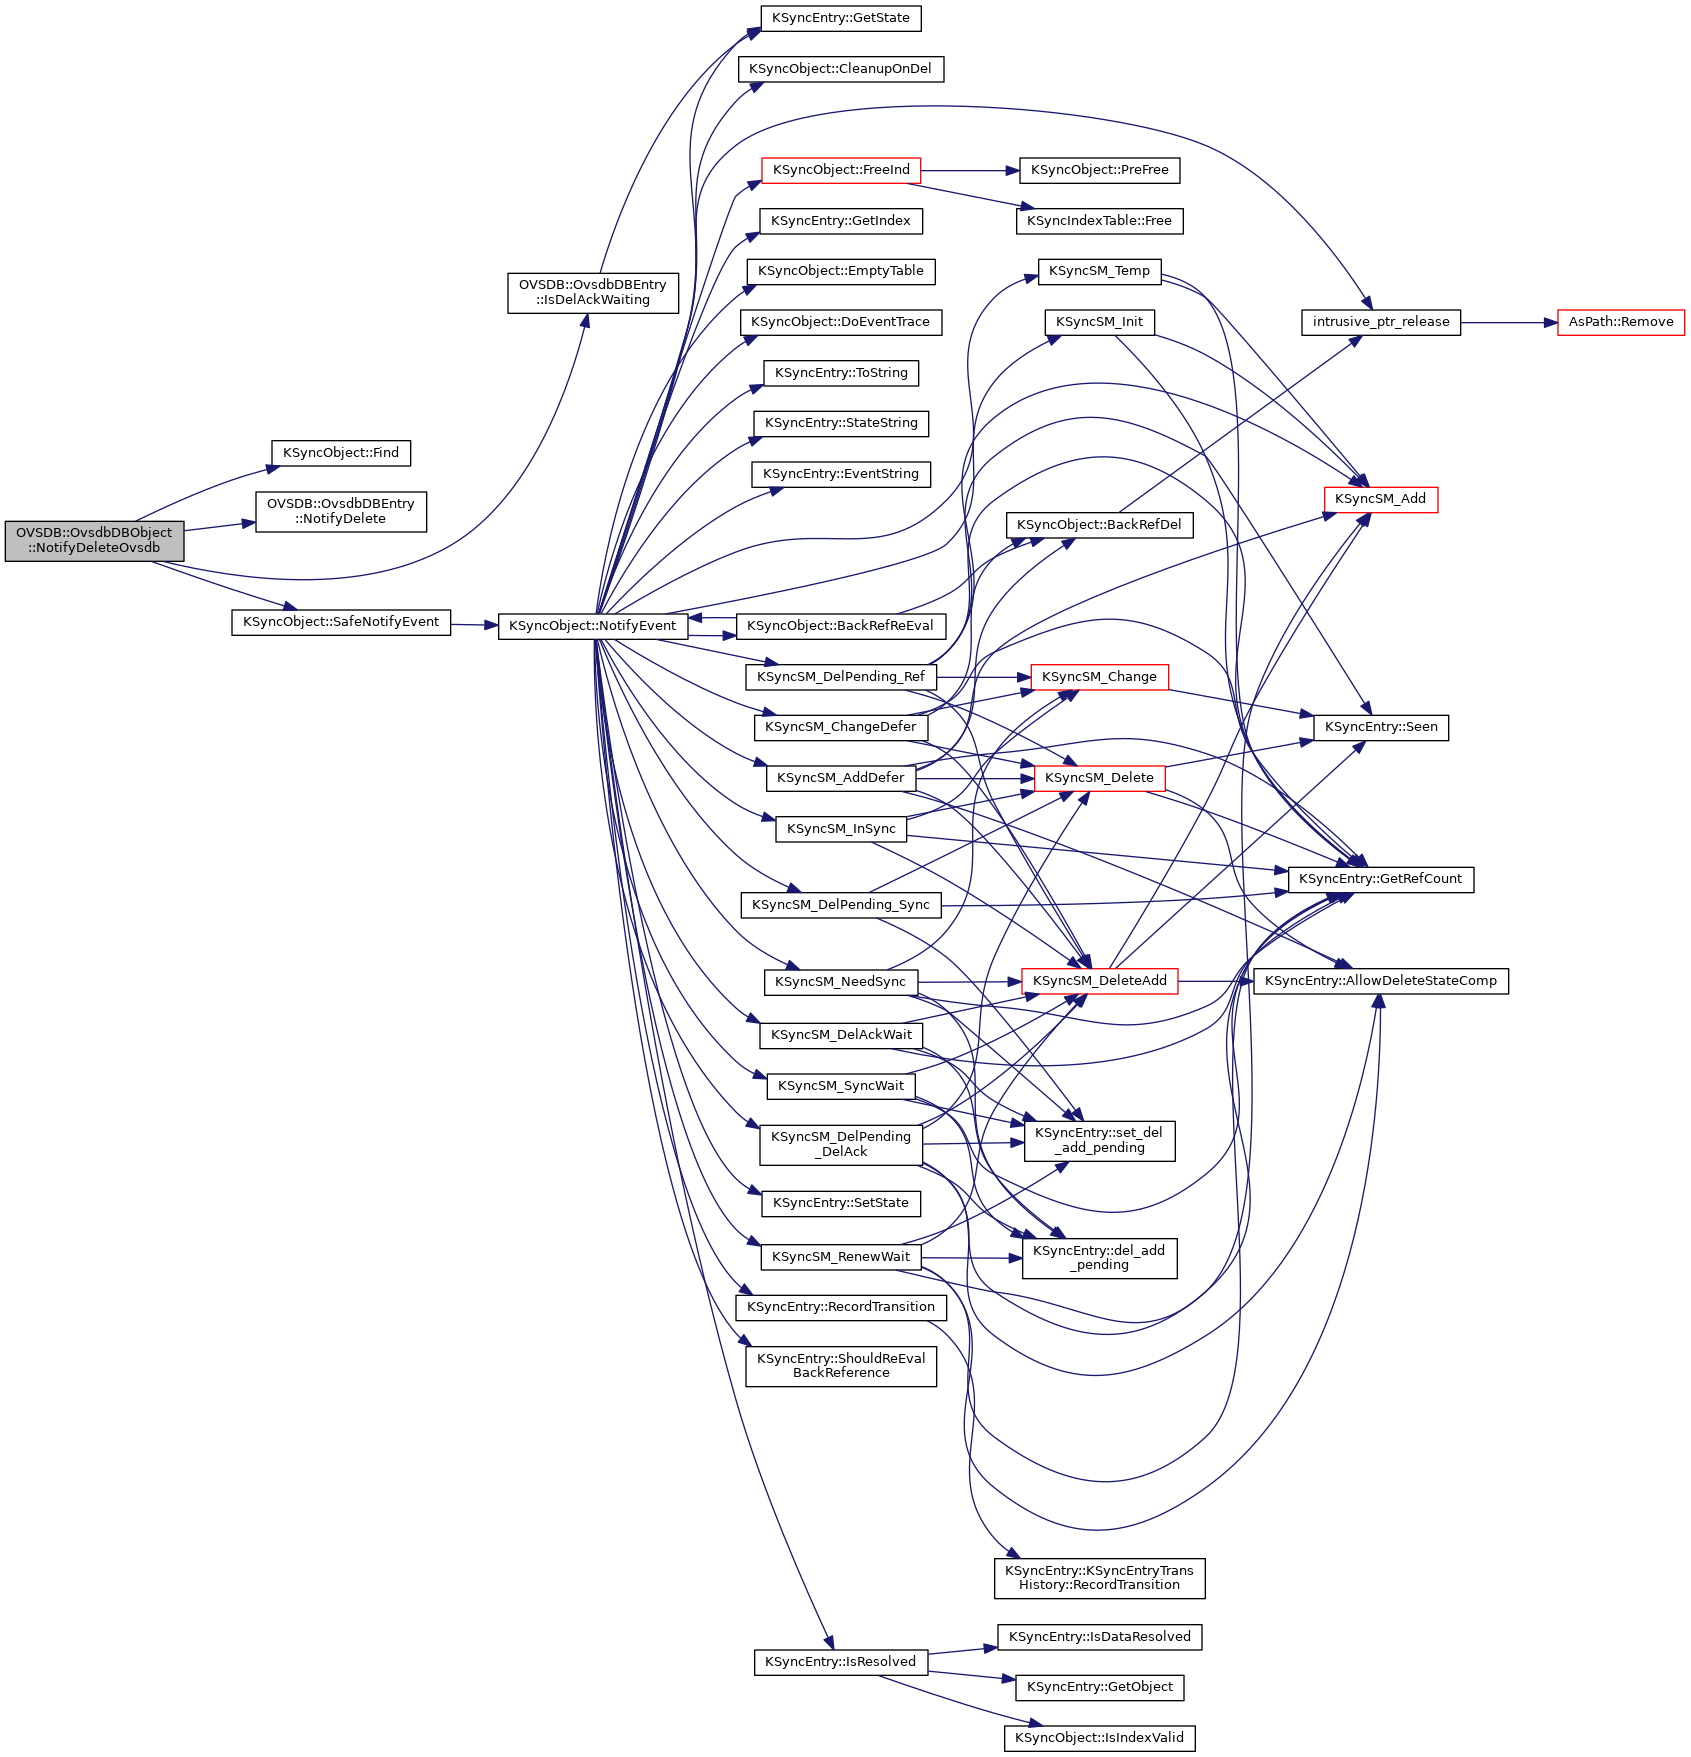 OVSDB::OvsdbDBObject
::NotifyDeleteOvsdb
KSyncObject::Find
OVSDB::OvsdbDBEntry
::NotifyDelete
KSyncObject::SafeNotifyEvent
OVSDB::OvsdbDBEntry
::IsDelAckWaiting
KSyncObject::NotifyEvent
KSyncEntry::GetState
KSyncObject::CleanupOnDel
KSyncObject::FreeInd
KSyncEntry::GetIndex
KSyncObject::EmptyTable
KSyncObject::DoEventTrace
KSyncEntry::ToString
KSyncEntry::StateString
KSyncEntry::EventString
KSyncObject::BackRefReEval
KSyncSM_DelPending_Ref
KSyncSM_ChangeDefer
KSyncSM_AddDefer
KSyncSM_InSync
KSyncSM_DelPending_Sync
KSyncSM_NeedSync
KSyncSM_DelAckWait
KSyncSM_SyncWait
KSyncSM_DelPending
_DelAck
KSyncEntry::SetState
KSyncSM_RenewWait
KSyncEntry::RecordTransition
KSyncEntry::ShouldReEval
BackReference
KSyncEntry::IsResolved
KSyncObject::PreFree
KSyncIndexTable::Free
KSyncSM_Temp
KSyncSM_Init
KSyncObject::BackRefDel
KSyncSM_Change
KSyncSM_Delete
KSyncSM_DeleteAdd
KSyncEntry::set_del
_add_pending
KSyncEntry::del_add
_pending
KSyncEntry::KSyncEntryTrans
History::RecordTransition
KSyncEntry::IsDataResolved
KSyncEntry::GetObject
KSyncObject::IsIndexValid
intrusive_ptr_release
KSyncSM_Add
KSyncEntry::Seen
KSyncEntry::GetRefCount
KSyncEntry::AllowDeleteStateComp
AsPath::Remove